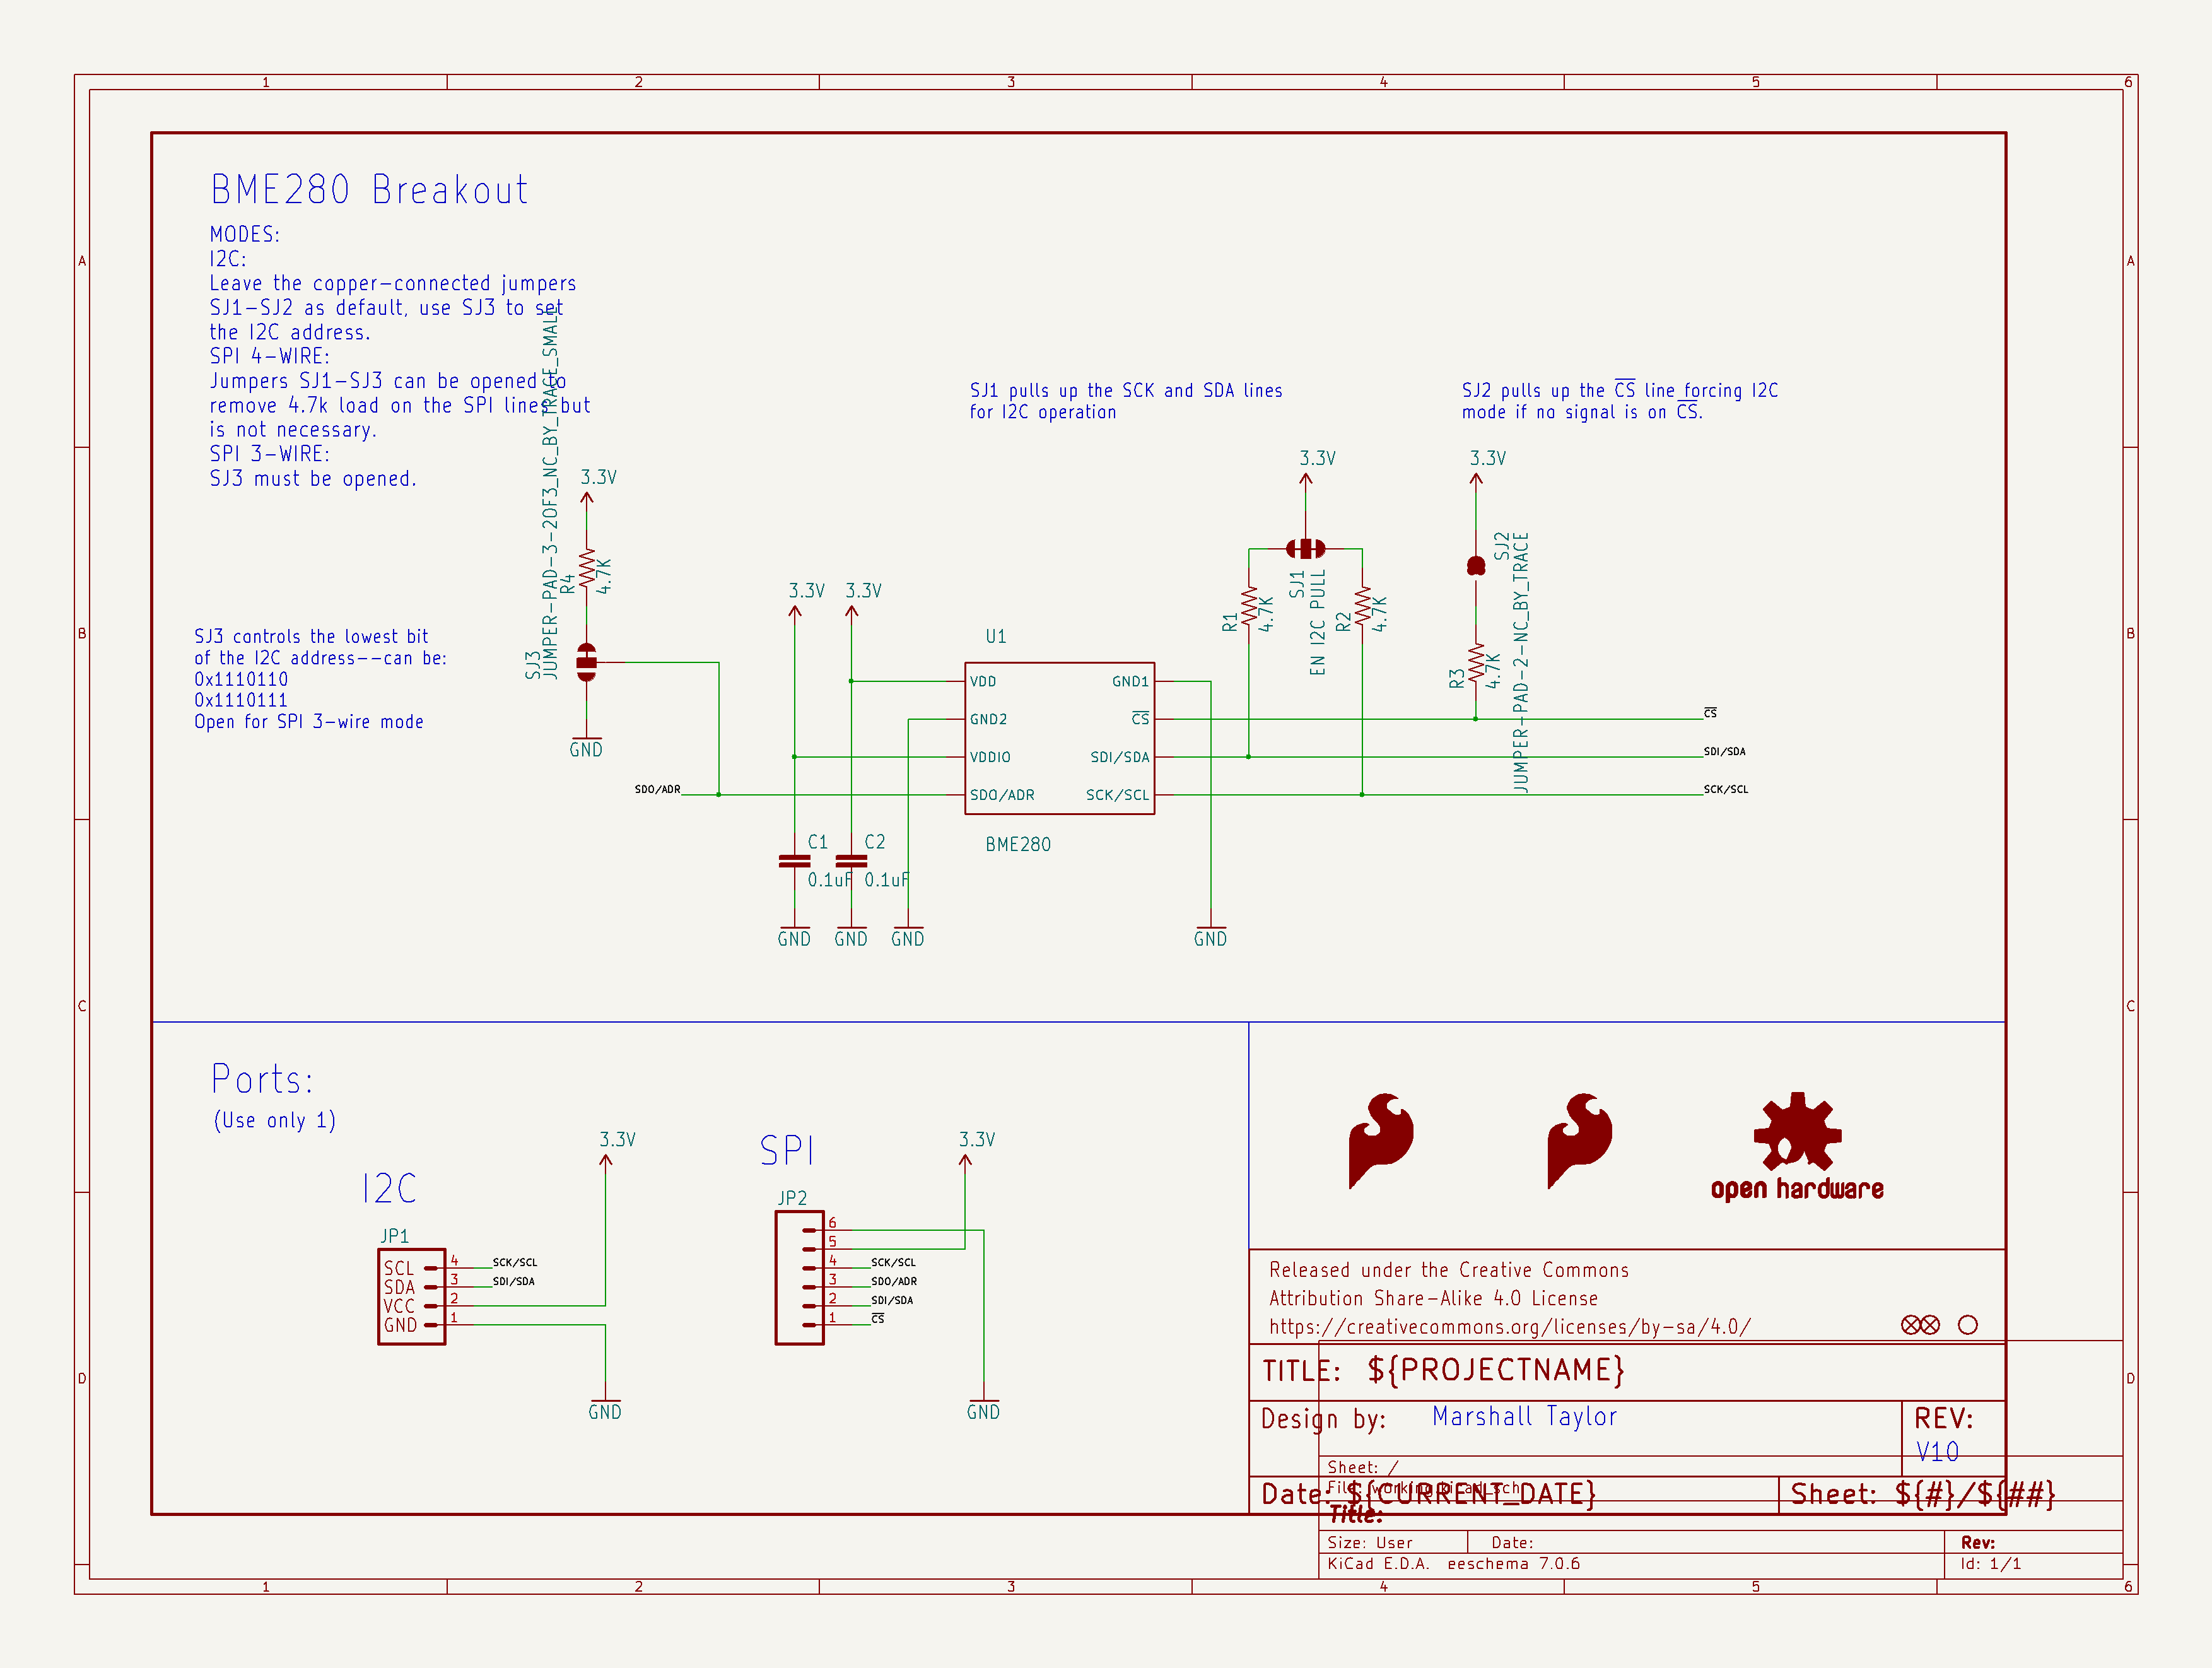 1 2 3 4 5 6
A
B
C
D
A
B
C
D
1 2 3 4 5 6
BME280 Breakout
MODES:
I2C:
Leave the copper-connected jumpers
SJ1-SJ2 as default, use SJ3 to set
the I2C address.
SPI 4-WIRE:
Jumpers SJ1-SJ3 can be opened to
remove 4.7k load on the SPI lines but
is not necessary.
SPI 3-WIRE:
SJ3 must be opened.
SJ3 controls the lowest bit
of the I2C address--can be:
0x1110110
0x1110111
Open for SPI 3-wire mode
3.3V
R4
4.7K
SJ3
JUMPER-PAD-3-2OF3_NC_BY_TRACE_SMALL
GND
SDO/ADR
3.3V 3.3V
C1 C2
0.1uF 0.1uF
GND GND GND GND
U1
VDD GND1
GND2 C̅S̅
VDDIO SDI/SDA
SDO/ADR SCK/SCL
BME280
SJ1 pulls up the SCK and SDA lines
for I2C operation
3.3V
SJ1
EN I2C PULL
R1
4.7K
R2
4.7K
SJ2 pulls up the C̅S̅ line forcing I2C
mode if no signal is on C̅S̅.
3.3V
SJ2
JUMPER-PAD-2-NC_BY_TRACE
R3
4.7K
C̅S̅
SDI/SDA
SCK/SCL
Ports:
(Use only 1)
I2C
JP1
SCL 4 SCK/SCL
SDA 3 SDI/SDA
VCC 2
GND 1
3.3V
GND
SPI
JP2
6
5
4 SCK/SCL
3 SDO/ADR
2 SDI/SDA
1 C̅S̅
3.3V
GND
open hardware
Released under the Creative Commons
Attribution Share-Alike 4.0 License
https://creativecommons.org/licenses/by-sa/4.0/
TITLE: ${PROJECTNAME}
Design by: Marshall Taylor
REV:
V10
Date: ${CURRENT_DATE}
Sheet: ${#}/${##}
Sheet: /
File: working.kicad_sch
Title:
Size: User Date: Rev:
KiCad E.D.A. eeschema 7.0.6 Id: 1/1